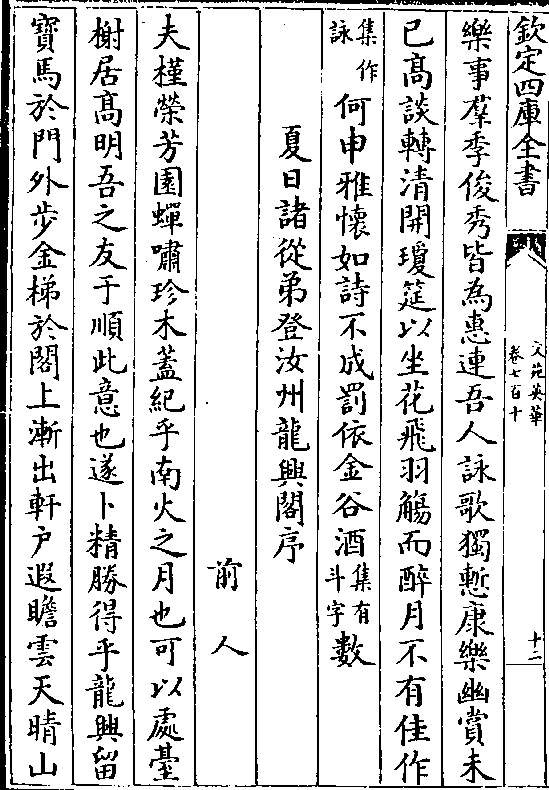 欽定四庫全書
文苑英華
卷七百十
十二
樂事羣季俊秀皆為惠連吾人詠歌獨慙康樂幽賞未
已高談轉清開瓊筵以坐花飛羽觴而醉月不有佳作
集作詠何申雅懷如詩不成罰依金谷酒集有斗字數
夏日諸從弟登汝州龍興閣序
前人
夫槿榮芳園蟬嘯珍木蓋紀乎南火之月也可以處臺
榭居高明吾之友于順此意也遂卜精勝得乎龍興留
寶馬於門外步金梯於閣上漸出軒户遐瞻雲天晴山